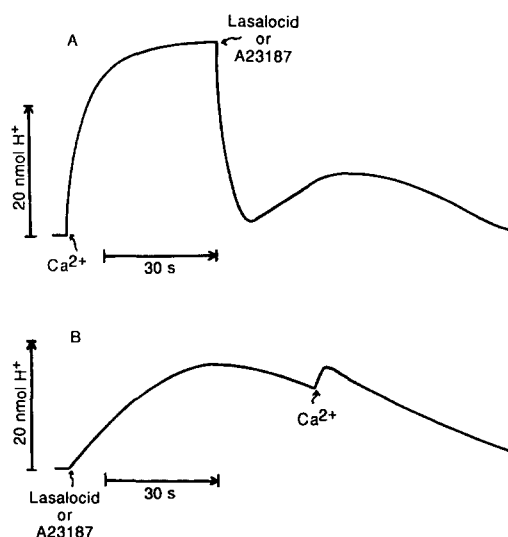 A
Lasalocid
or
A23187
20 nmol H⁺
Ca²⁺
30 s
B
20 nmol H⁺
Ca²⁺
30 s
Lasalocid
or
A23187